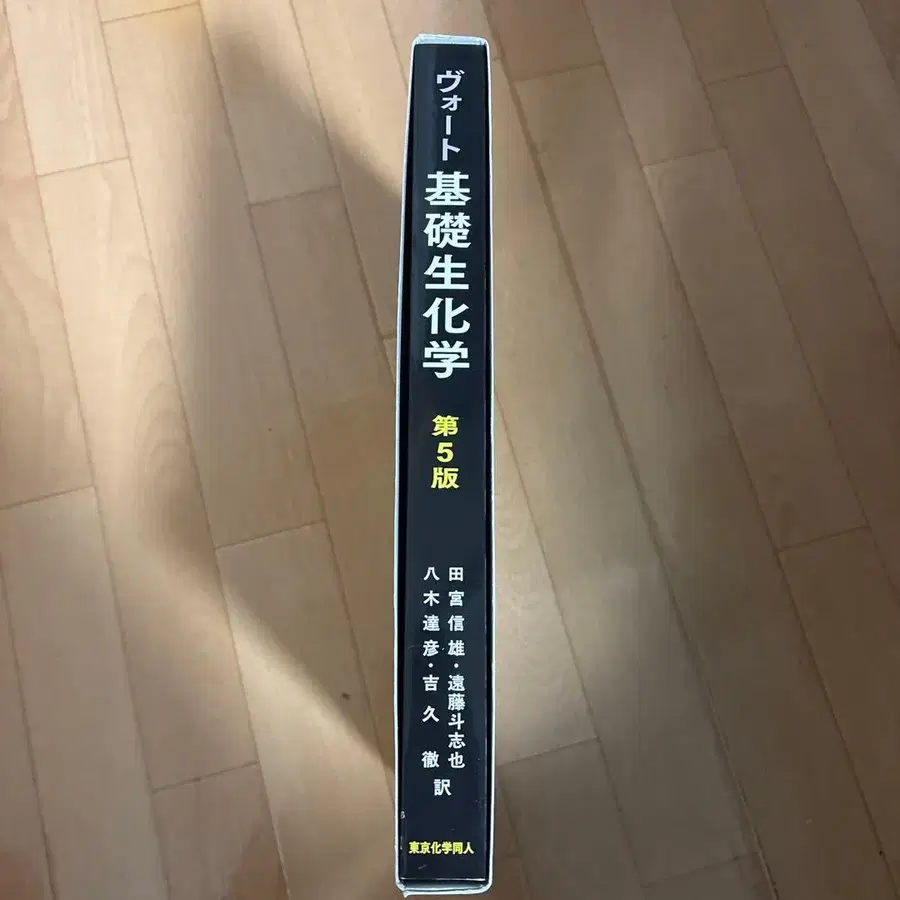 ヴォート
基礎生化学
第5版
田宮信雄・遠藤斗志也
八木達彦・吉久徹
訳
東京化学同人